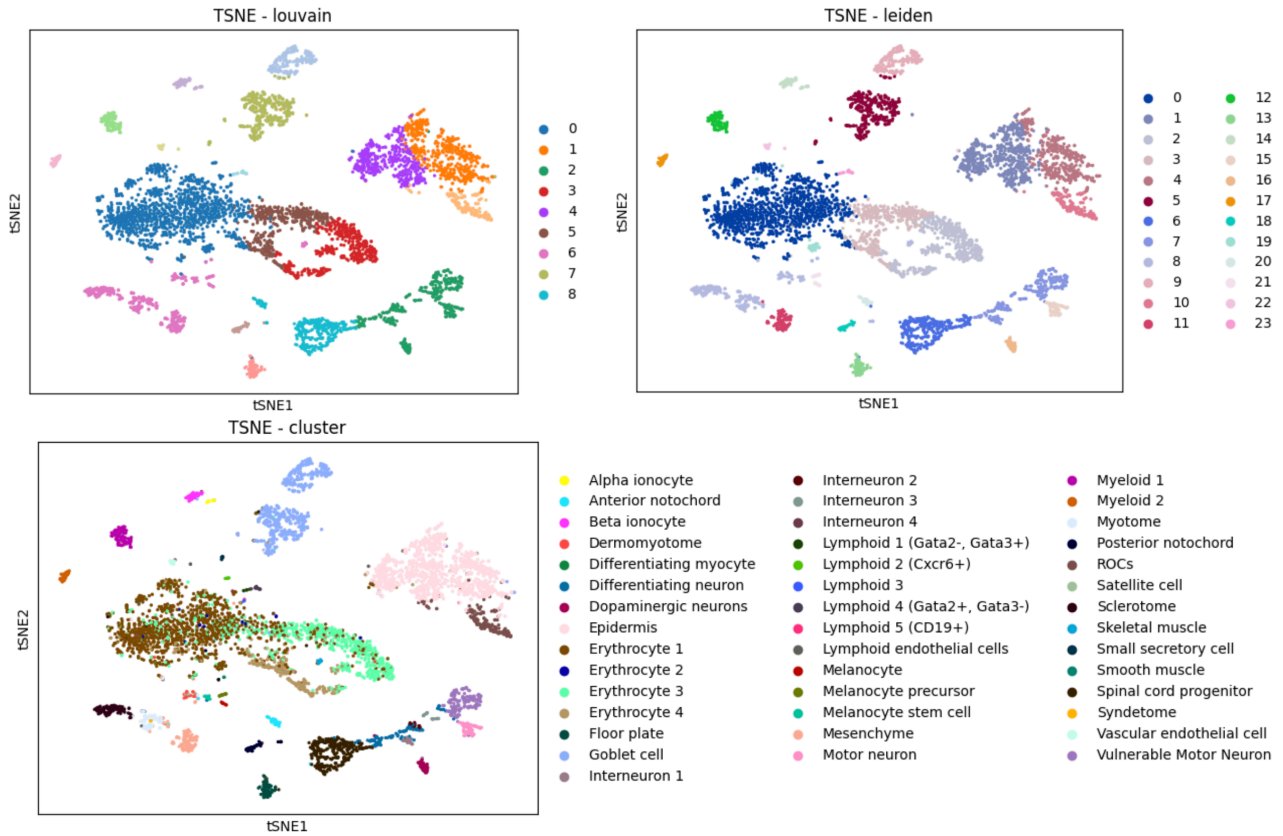 TSNE - louvain
tSNE2
tSNE1
0
1
2
3
4
5
6
7
8
TSNE - leiden
tSNE2
tSNE1
0
1
2
3
4
5
6
7
8
9
10
11
12
13
14
15
16
17
18
19
20
21
22
23
TSNE - cluster
tSNE2
tSNE1
Alpha ionocyte
Anterior notochord
Beta ionocyte
Dermomyotome
Differentiating myocyte
Differentiating neuron
Dopaminergic neurons
Epidermis
Erythrocyte 1
Erythrocyte 2
Erythrocyte 3
Erythrocyte 4
Floor plate
Goblet cell
Interneuron 1
Interneuron 2
Interneuron 3
Interneuron 4
Lymphoid 1 (Gata2-, Gata3+)
Lymphoid 2 (Cxcr6+)
Lymphoid 3
Lymphoid 4 (Gata2+, Gata3-)
Lymphoid 5 (CD19+)
Lymphoid endothelial cells
Melanocyte
Melanocyte precursor
Melanocyte stem cell
Mesenchyme
Motor neuron
Myeloid 1
Myeloid 2
Myotome
Posterior notochord
ROCs
Satellite cell
Sclerotome
Skeletal muscle
Small secretory cell
Smooth muscle
Spinal cord progenitor
Syndetome
Vascular endothelial cell
Vulnerable Motor Neuron